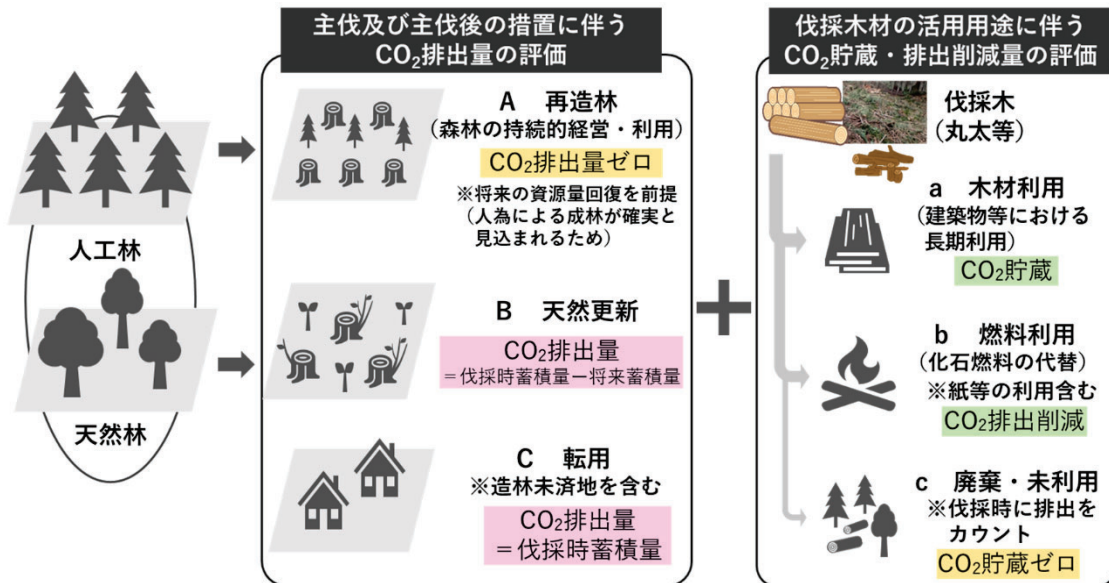 主伐及び主伐後の措置に伴う
CO₂排出量の評価
人工林
天然林
A 再造林
(森林の持続的経営・利用)
CO₂排出量ゼロ
※将来の資源量回復を前提
(人為による成林が確実と
見込まれるため)
B 天然更新
CO₂排出量
=伐採時蓄積量ー将来蓄積量
C 転用
※造林未済地を含む
CO₂排出量
=伐採時蓄積量
+
伐採木材の活用用途に伴う
CO₂貯蔵・排出削減量の評価
伐採木
(丸太等)
a 木材利用
(建築物等における
長期利用)
CO₂貯蔵
b 燃料利用
(化石燃料の代替)
※紙等の利用含む
CO₂排出削減
c 廃棄・未利用
※伐採時に排出を
カウント
CO₂貯蔵ゼロ